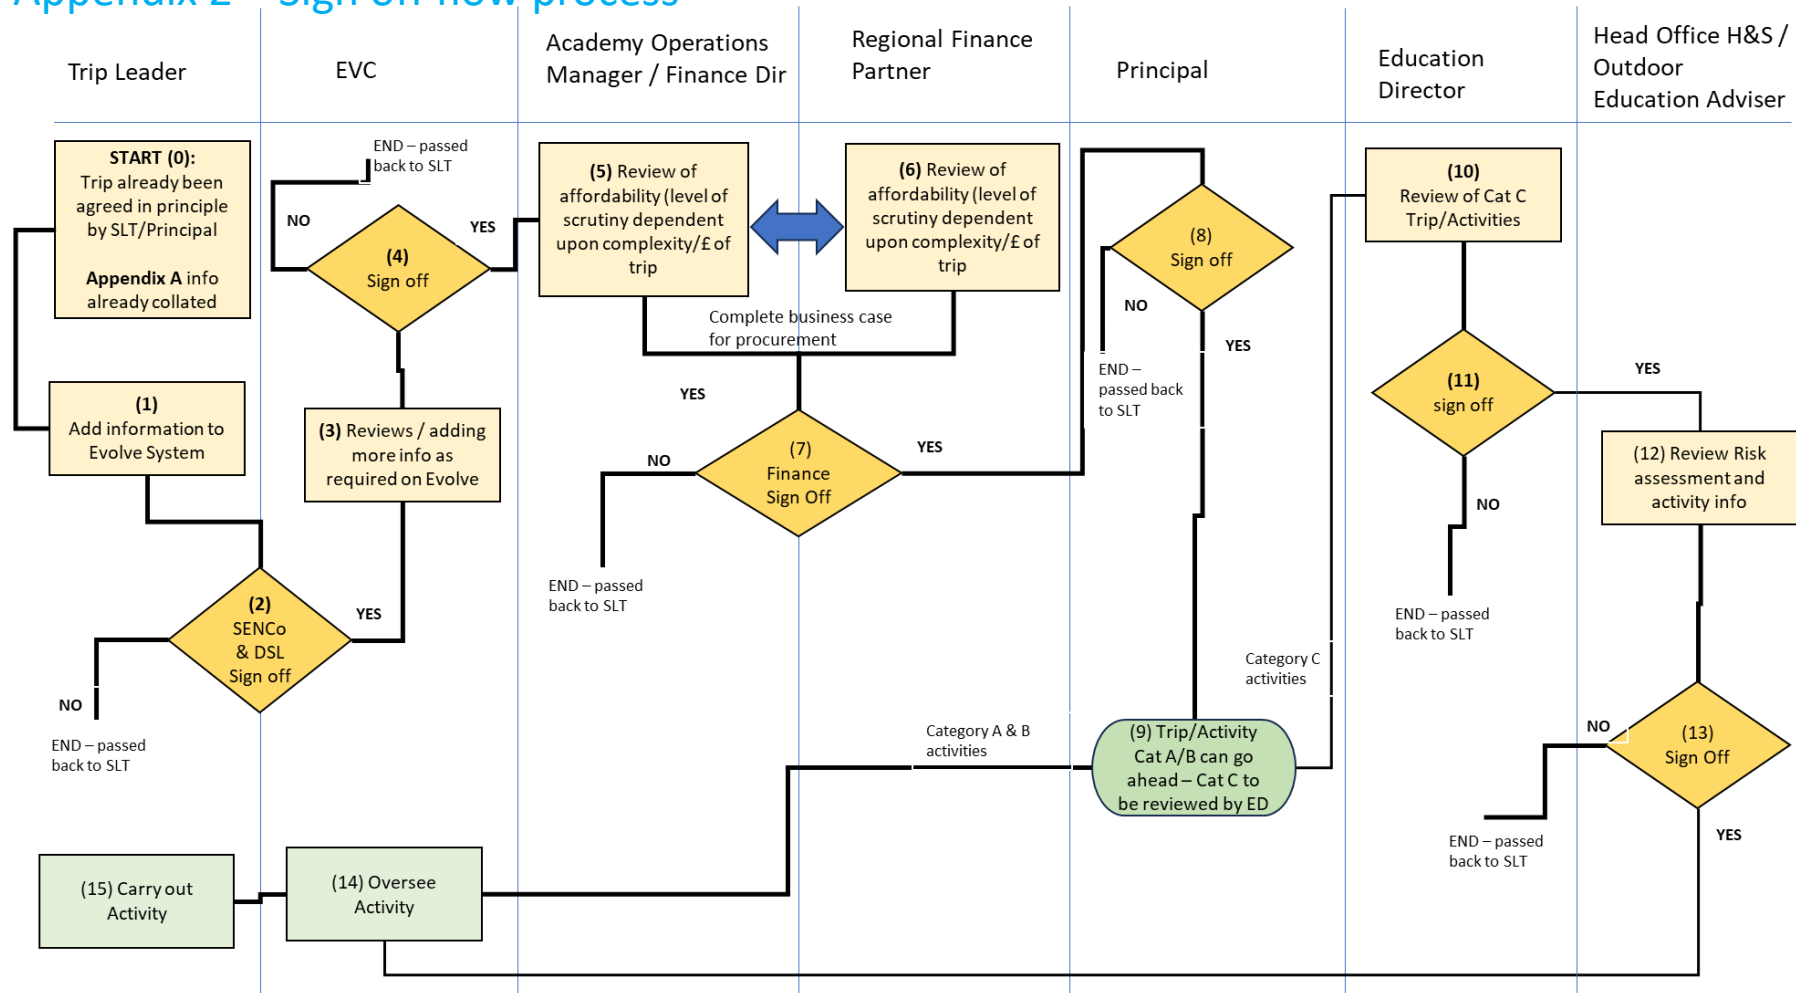 Appendix 2 – Sign off flow process
Trip Leader
EVC
Academy Operations
Manager / Finance Dir
Regional Finance
Partner
Principal
Education
Director
Head Office H&S /
Outdoor
Education Adviser
START (0):
Trip already been
agreed in principle
by SLT/Principal
Appendix A info
already collated
(1)
Add information to
Evolve System
(2)
SENCo
& DSL
Sign off
YES
NO
END – passed
back to SLT
(3) Reviews / adding
more info as
required on Evolve
(4)
Sign off
NO
END – passed
back to SLT
YES
(5) Review of
affordability (level of
scrutiny dependent
upon complexity/£ of
trip
(6) Review of
affordability (level of
scrutiny dependent
upon complexity/£ of
trip
Complete business case
for procurement
YES
(7)
Finance
Sign Off
NO
END – passed
back to SLT
YES
(8)
Sign off
NO
END –
passed back
to SLT
YES
(9) Trip/Activity
Cat A/B can go
ahead – Cat C to
be reviewed by ED
Category A & B
activities
Category C
activities
(10)
Review of Cat C
Trip/Activities
(11)
sign off
YES
NO
END – passed
back to SLT
(12) Review Risk
assessment and
activity info
(13)
Sign Off
NO
END – passed
back to SLT
YES
(14) Oversee
Activity
(15) Carry out
Activity